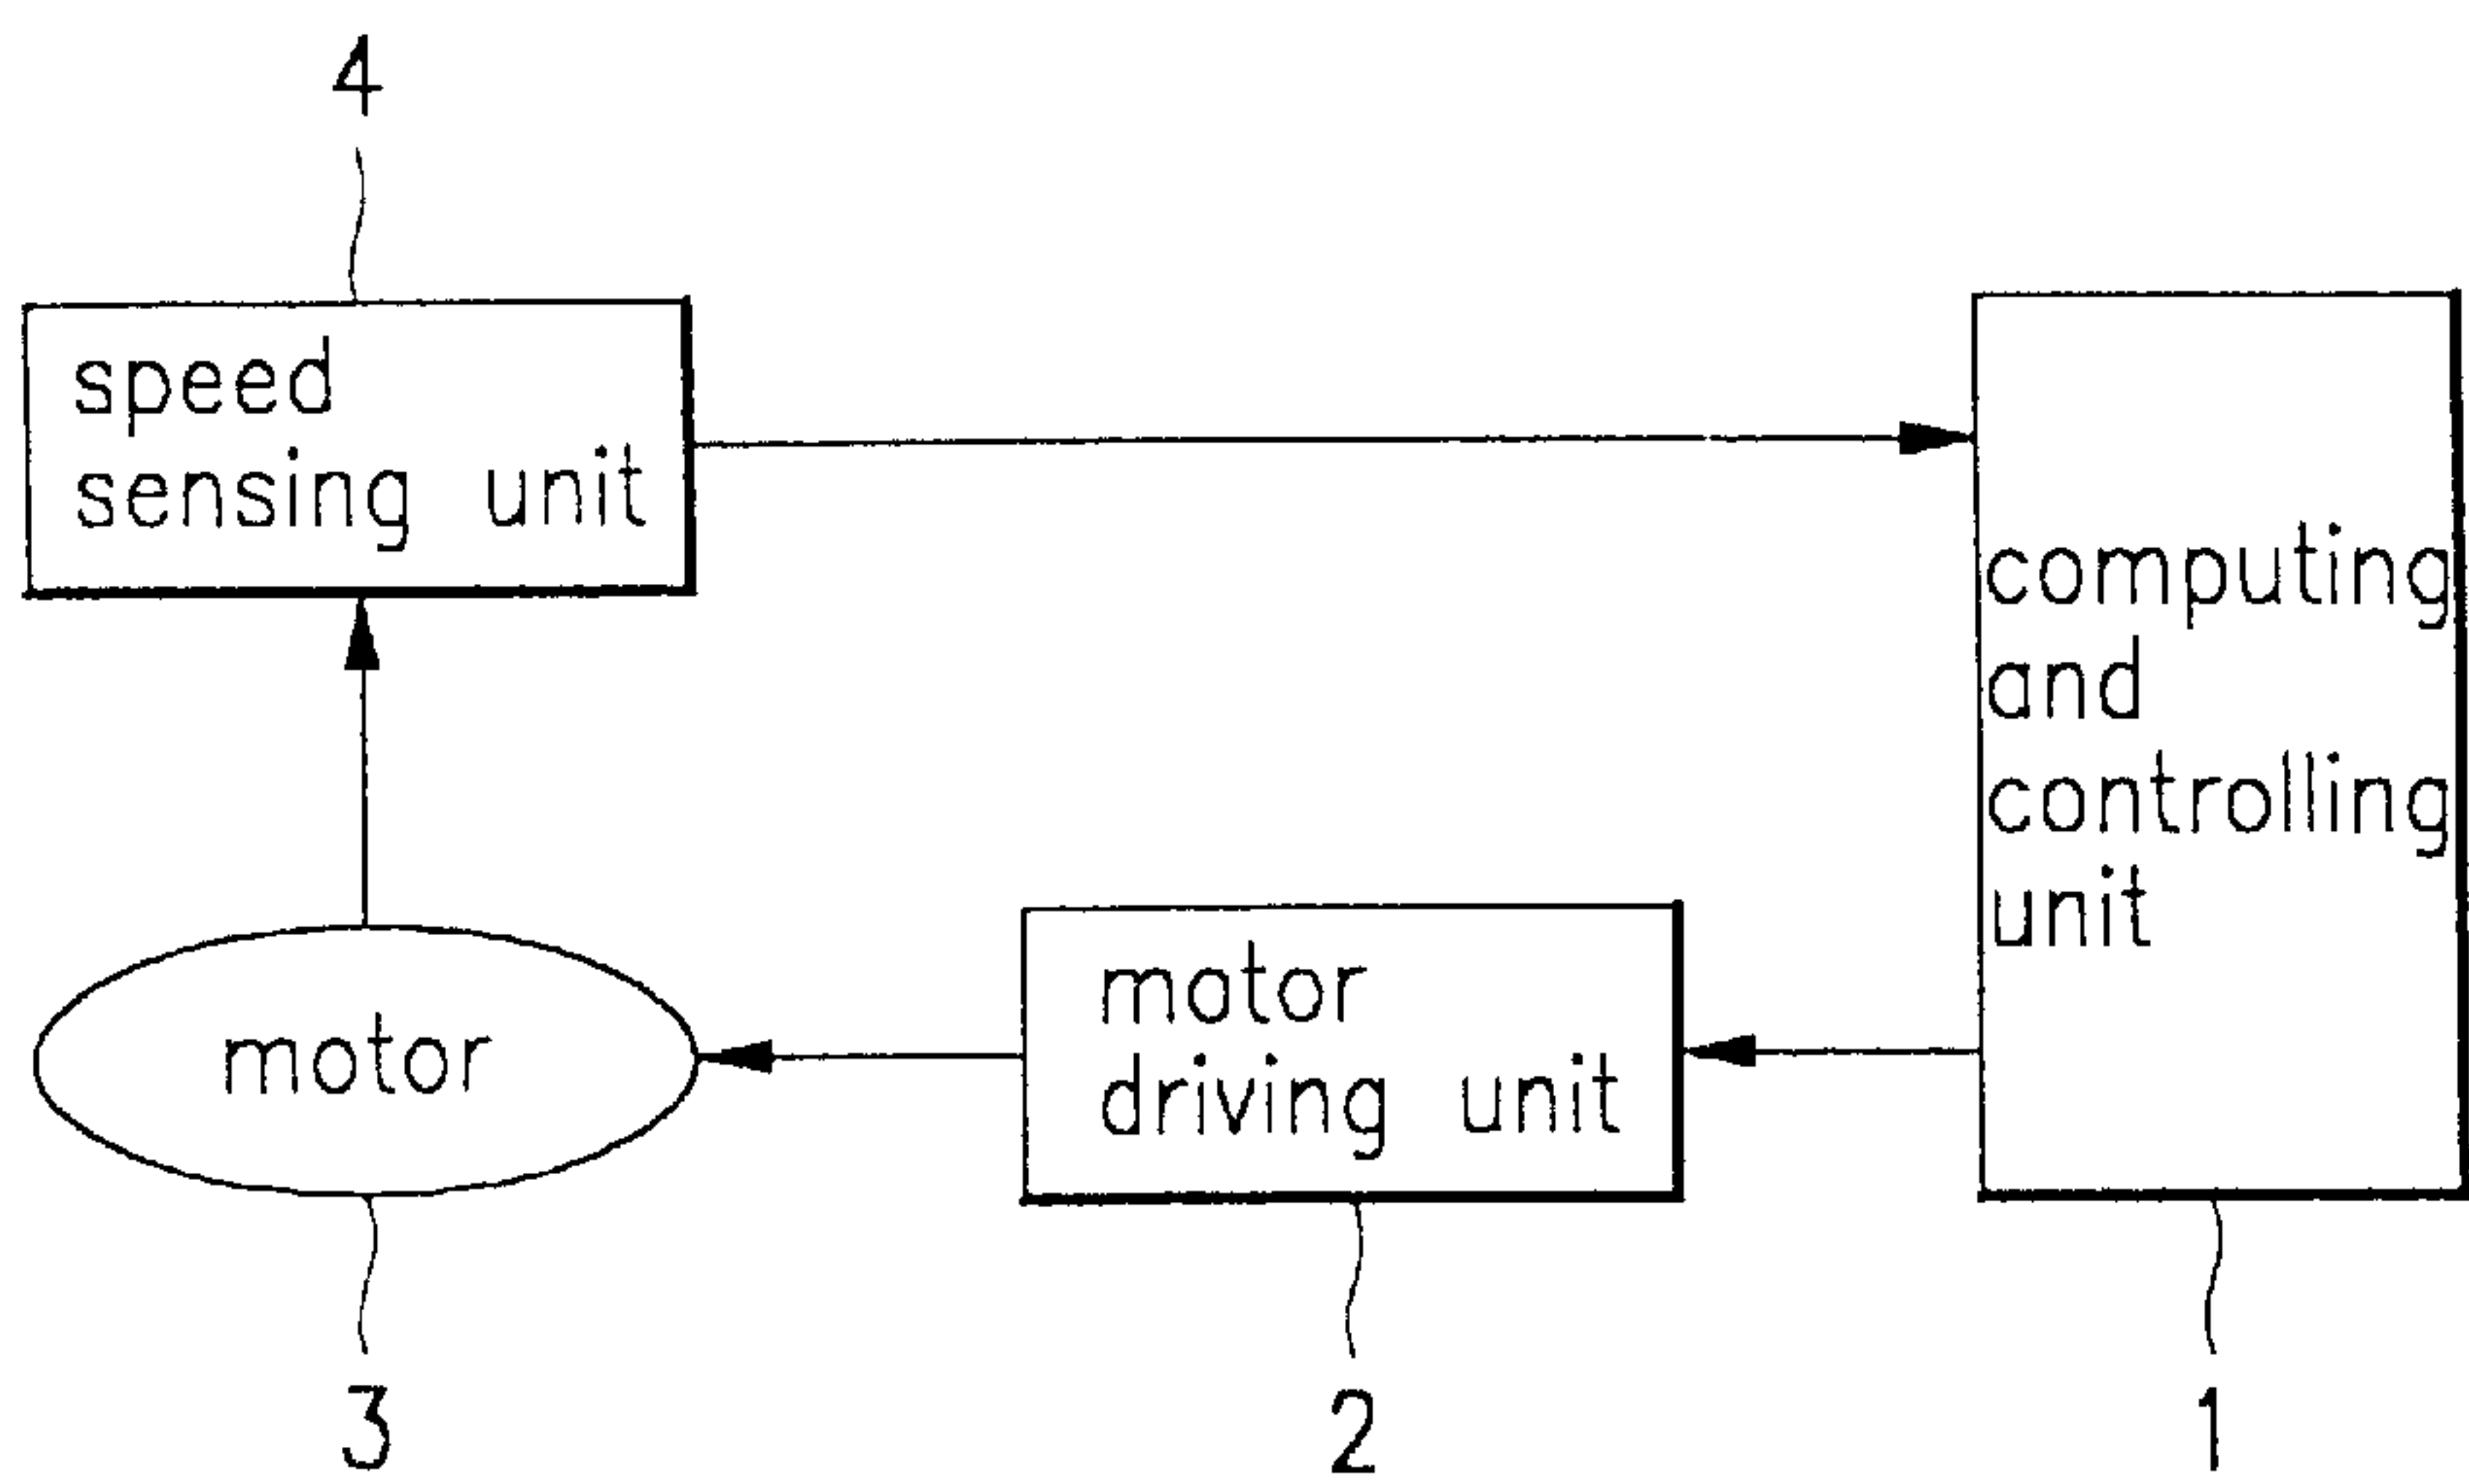 4
speed
sensing unit
computing
and
controlling
unit
motor
driving unit
motor
3
2
1